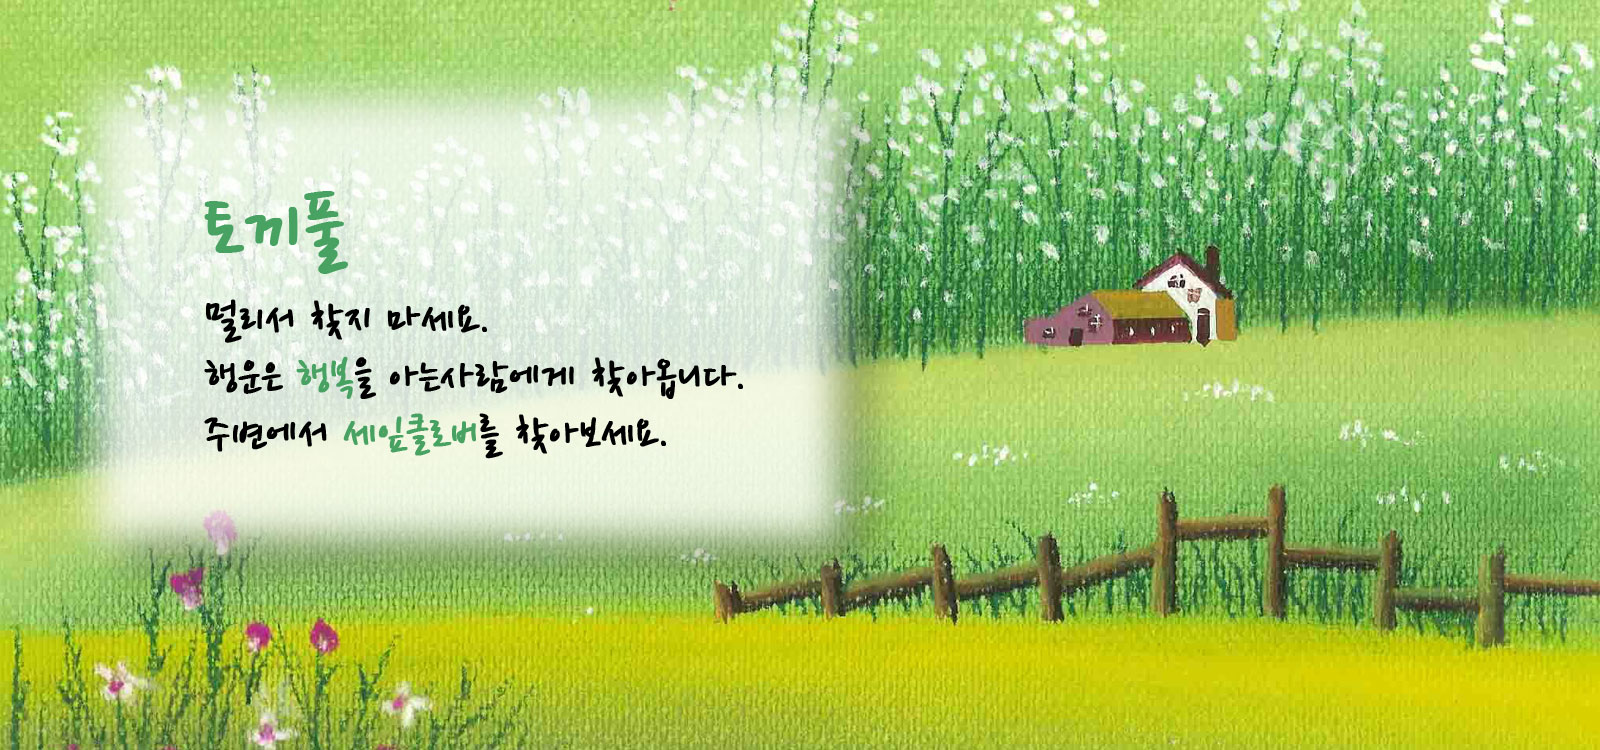 토끼풀
멀리서 찾지 마세요.
행운은 행복을 아는사람에게 찾아옵니다.
주변에서 세잎클로버를 찾아보세요.